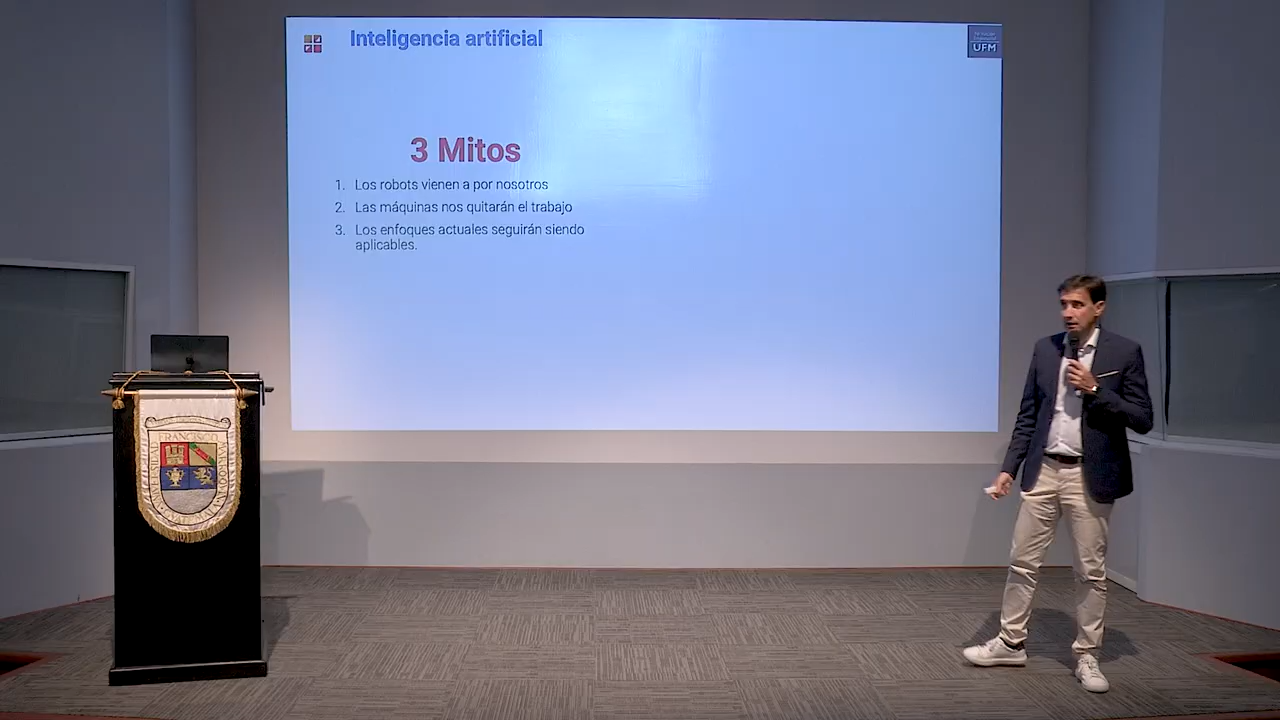 Inteligencia artificial
UFM
3 Mitos
1. Los robots vienen a por nosotros
2. Las máquinas nos quitarán el trabajo
3. Los enfoques actuales seguirán siendo
aplicables.
FRANCISCO